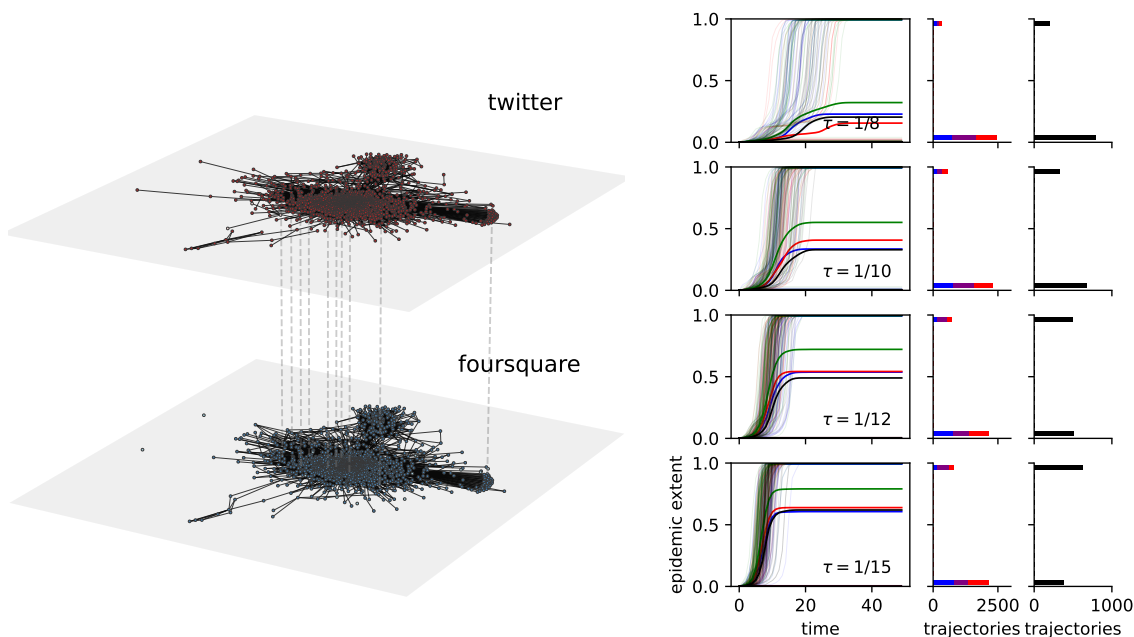 twitter
foursquare
1.0
0.5
0.0
τ = 1/8
1.0
0.5
0.0
τ = 1/10
1.0
0.5
0.0
τ = 1/12
1.0
0.5
0.0
τ = 1/15
epidemic extent
0 20 40
time
0 2500
trajectories
0 1000
trajectories